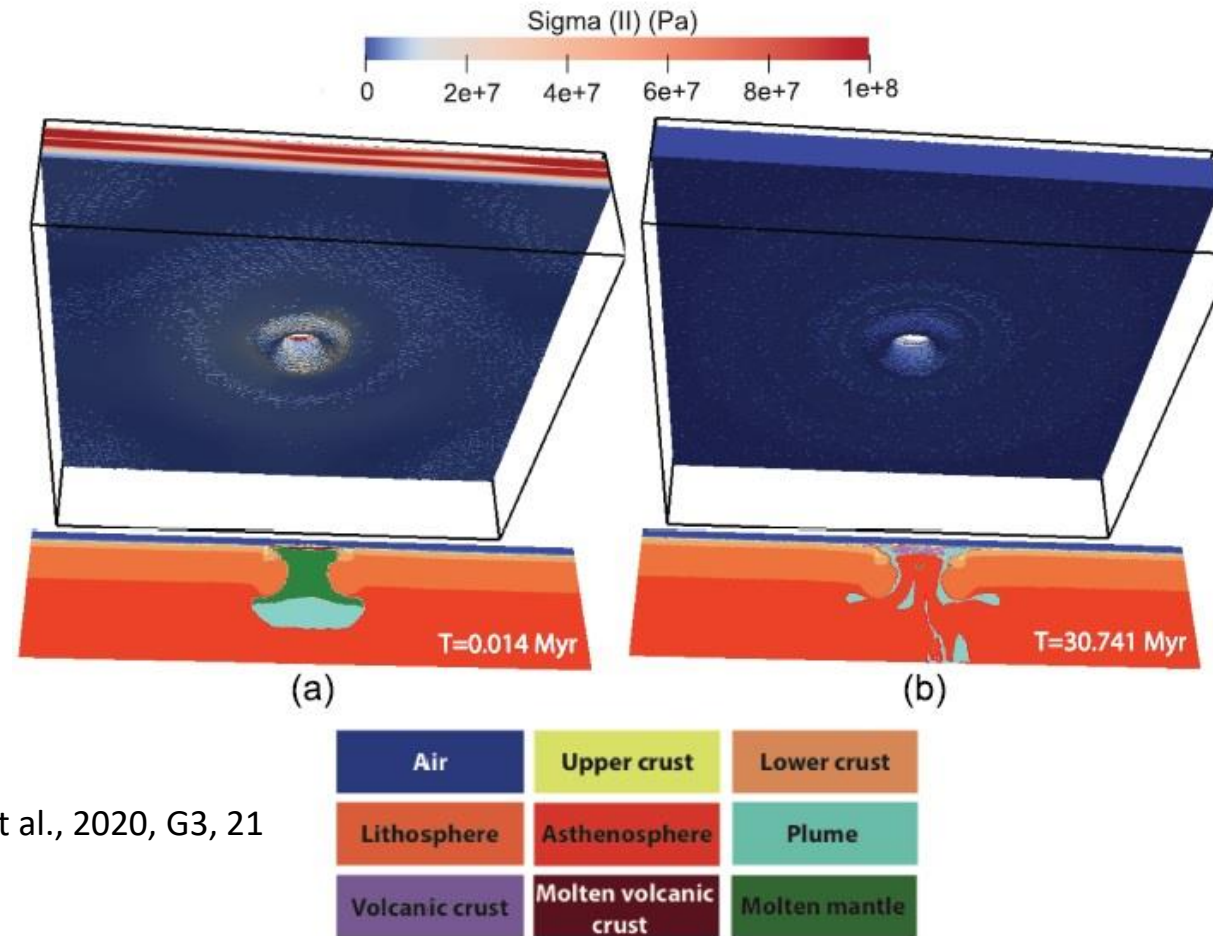 Sigma (II) (Pa)
0 2e+7 4e+7 6e+7 8e+7 1e+8
T=0.014 Myr
T=30.741 Myr
(a)
(b)
Air
Upper crust
Lower crust
t al., 2020, G3, 21
Lithosphere
Asthenosphere
Plume
Volcanic crust
Molten volcanic
crust
Molten mantle